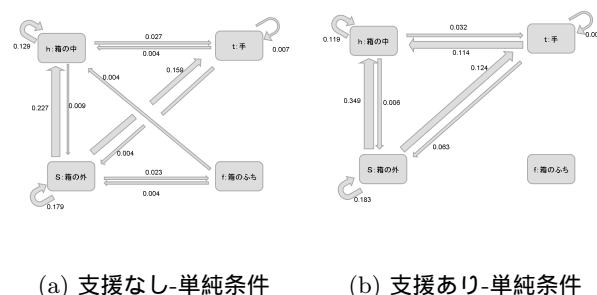 0.129
h:箱の中
0.027
0.004
t:手
0.007
0.159
0.004
0.227
0.009
0.004
S:箱の外
0.023
0.004
f:箱のふち
0.179
(a) 支援なし-単純条件
0.119
h:箱の中
0.032
0.114
t:手
0.124
0.349
0.006
0.063
S:箱の外
f:箱のふち
0.183
(b) 支援あり-単純条件